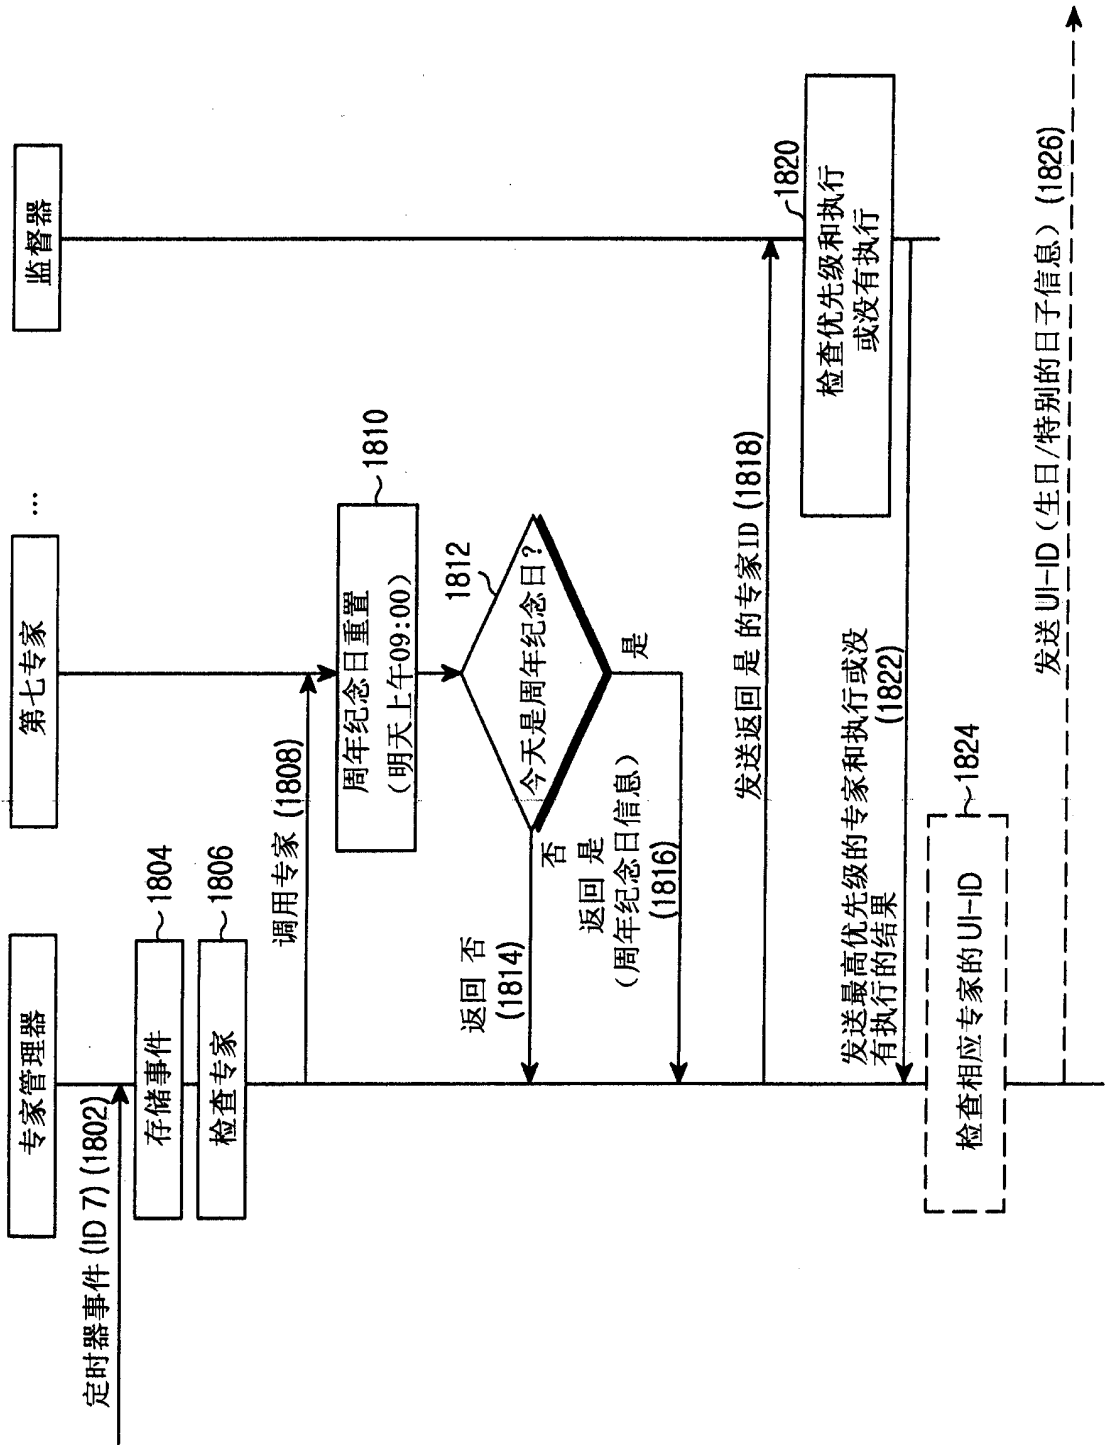 专家管理器
第七专家
...
监督器
定时器事件 (ID 7) (1802)
存储事件
1804
检查专家
1806
调用专家 (1808)
周年纪念日重置
(明天上午09:00)
1810
今天是周年纪念日?
1812
否
是
返回 否
(1814)
返回 是
(周年纪念日信息)
(1816)
发送返回 是 的专家ID (1818)
检查优先级和执行
或没有执行
1820
发送最高优先级的专家和执行或没
有执行的结果
(1822)
检查相应专家的 UI-ID
1824
发送 UI-ID (生日/特别的日子信息) (1826)